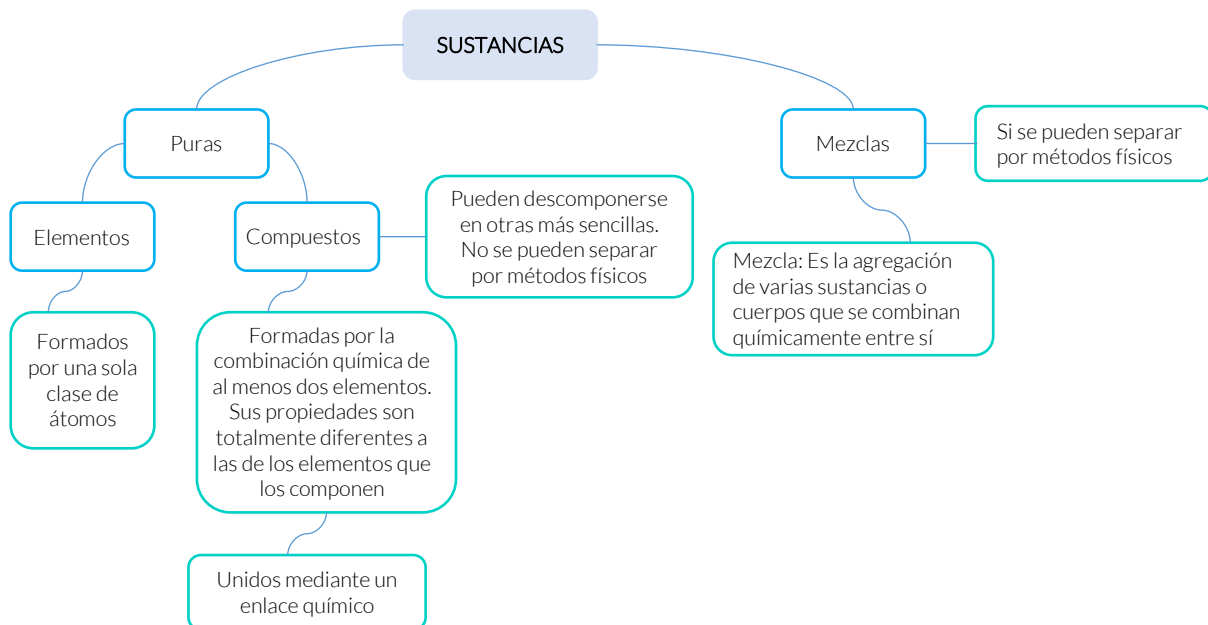 SUSTANCIAS
Puras
Mezclas
Si se pueden separar
por métodos físicos
Elementos
Compuestos
Pueden descomponerse
en otras más sencillas.
No se pueden separar
por métodos físicos
Mezcla: Es la agregación
de varias sustancias o
cuerpos que se combinan
químicamente entre sí
Formados
por una sola
clase de
átomos
Formadas por la
combinación química de
al menos dos elementos.
Sus propiedades son
totalmente diferentes a
las de los elementos que
los componen
Unidos mediante un
enlace químico